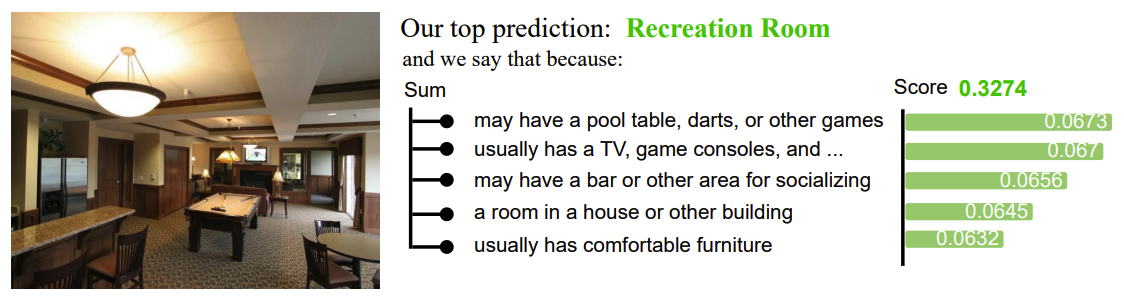 Our top prediction: Recreation Room
and we say that because:
Sum
Score 0.3274
may have a pool table, darts, or other games 0.0673
usually has a TV, game consoles, and ... 0.067
may have a bar or other area for socializing 0.0656
a room in a house or other building 0.0645
usually has comfortable furniture 0.0632